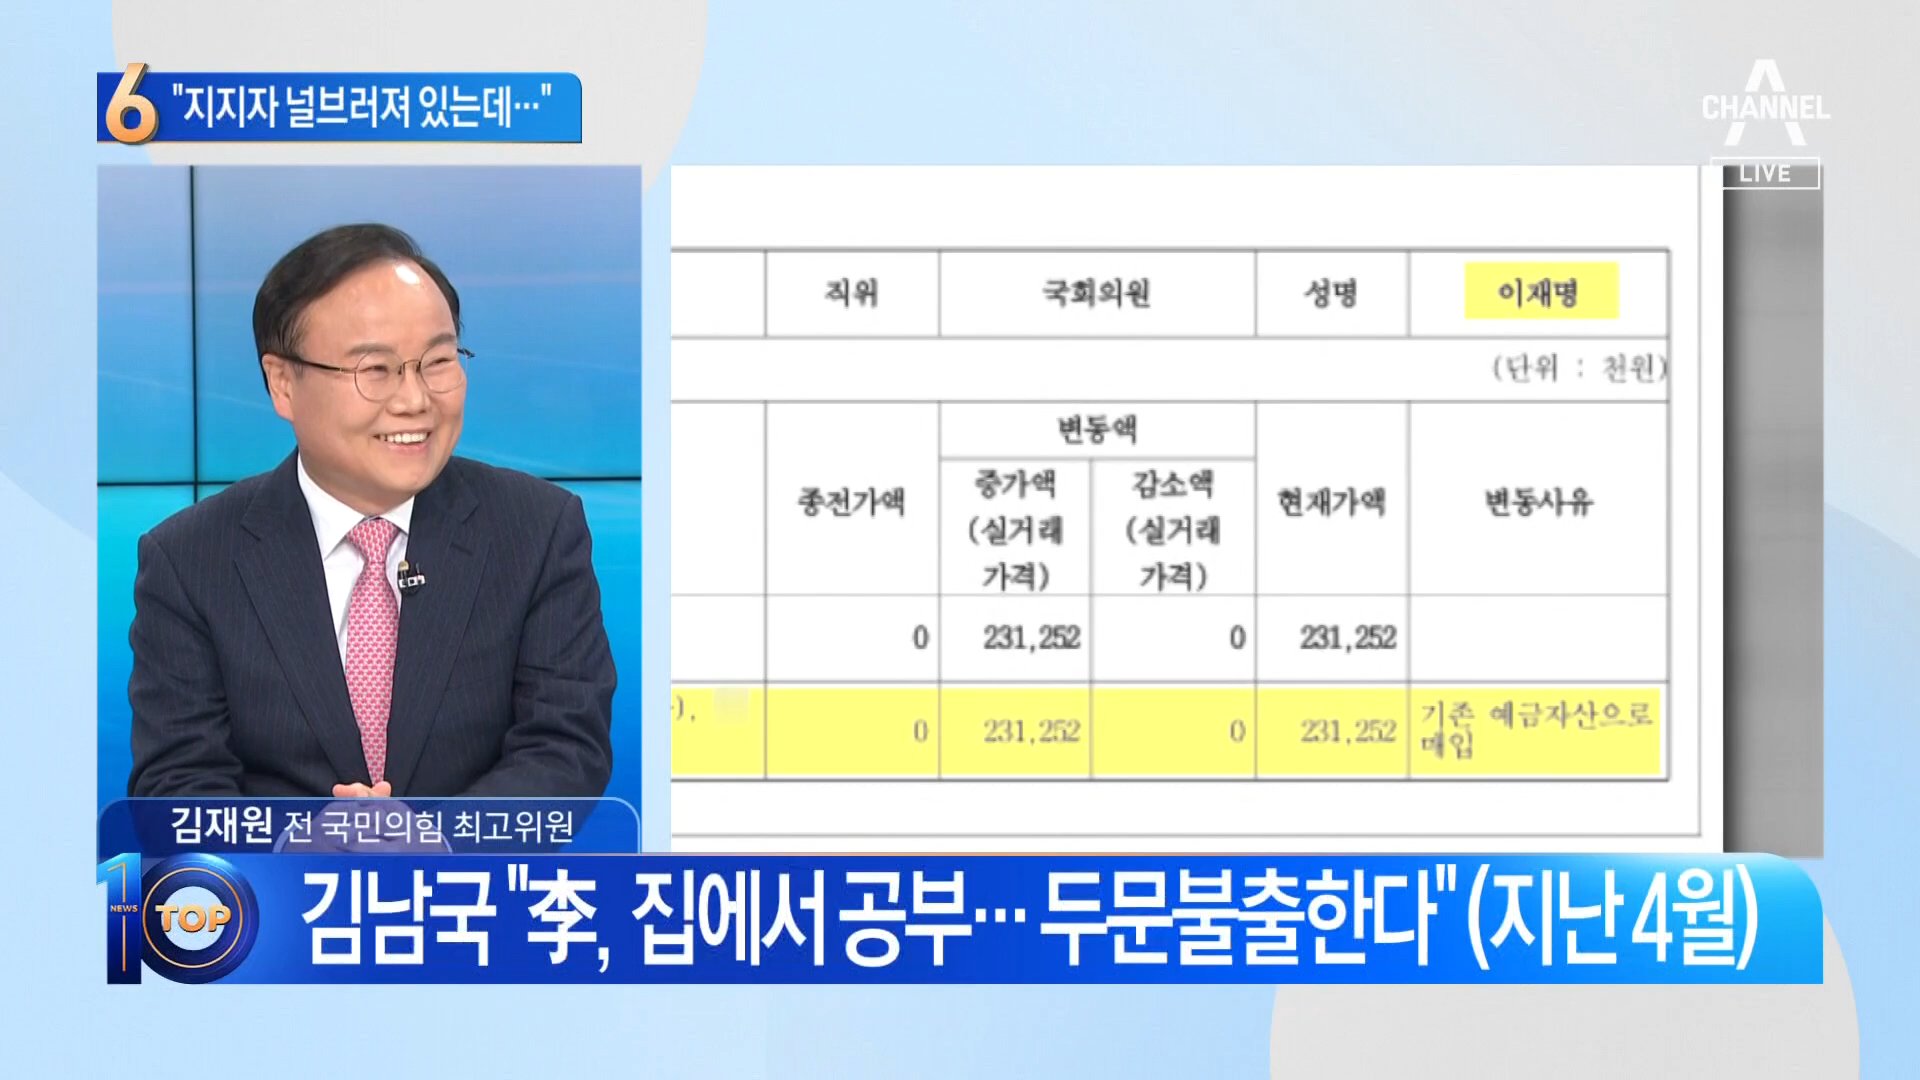 6 "지지자 널브러져 있는데…"
CHANNEL A
LIVE
직위 국회의원 성명 이재명
(단위 : 천원)
종전가액 변동액 현재가액 변동사유
증가액 (실거래 가격) 감소액 (실거래 가격)
0 231,252 0 231,252
), 0 231,252 0 231,252 기존 예금자산으로
매입
김재원 전 국민의힘 최고위원
NEWS TOP 10
김남국 "李, 집에서 공부… 두문불출한다" (지난 4월)